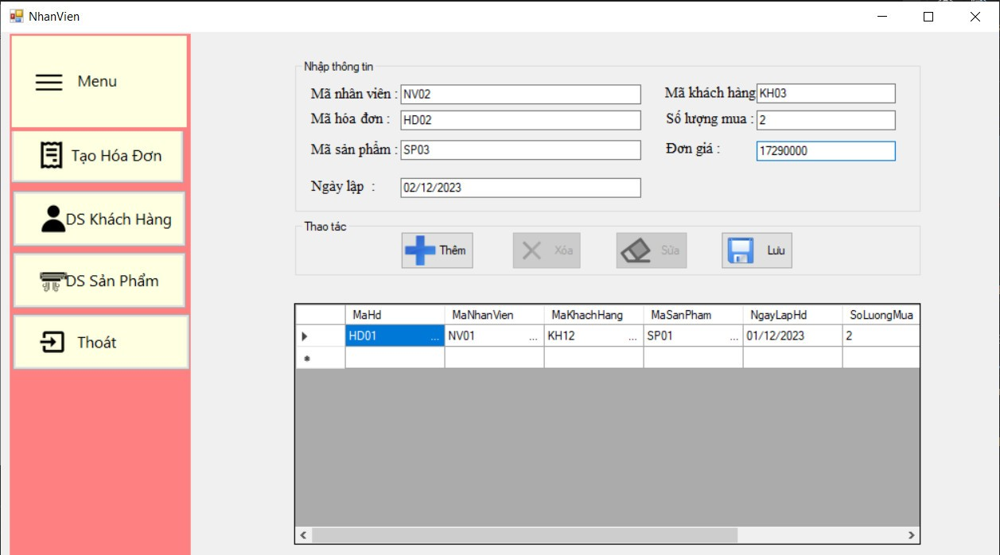 NhanVien
Menu
Tạo Hóa Đơn
DS Khách Hàng
DS Sản Phẩm
Thoát
Nhập thông tin
Mã nhân viên : NV02 Mã khách hàng KH03
Mã hóa đơn : HD02 Số lượng mua : 2
Mã sản phẩm : SP03 Đơn giá : 17290000
Ngày lập : 02/12/2023
Thao tác
Thêm Xóa Sửa Lưu
MaHd MaNhanVien MaKhachHang MaSanPham NgayLapHd SoLuongMua
HD01 ... NV01 ... KH12 ... SP01 ... 01/12/2023 2